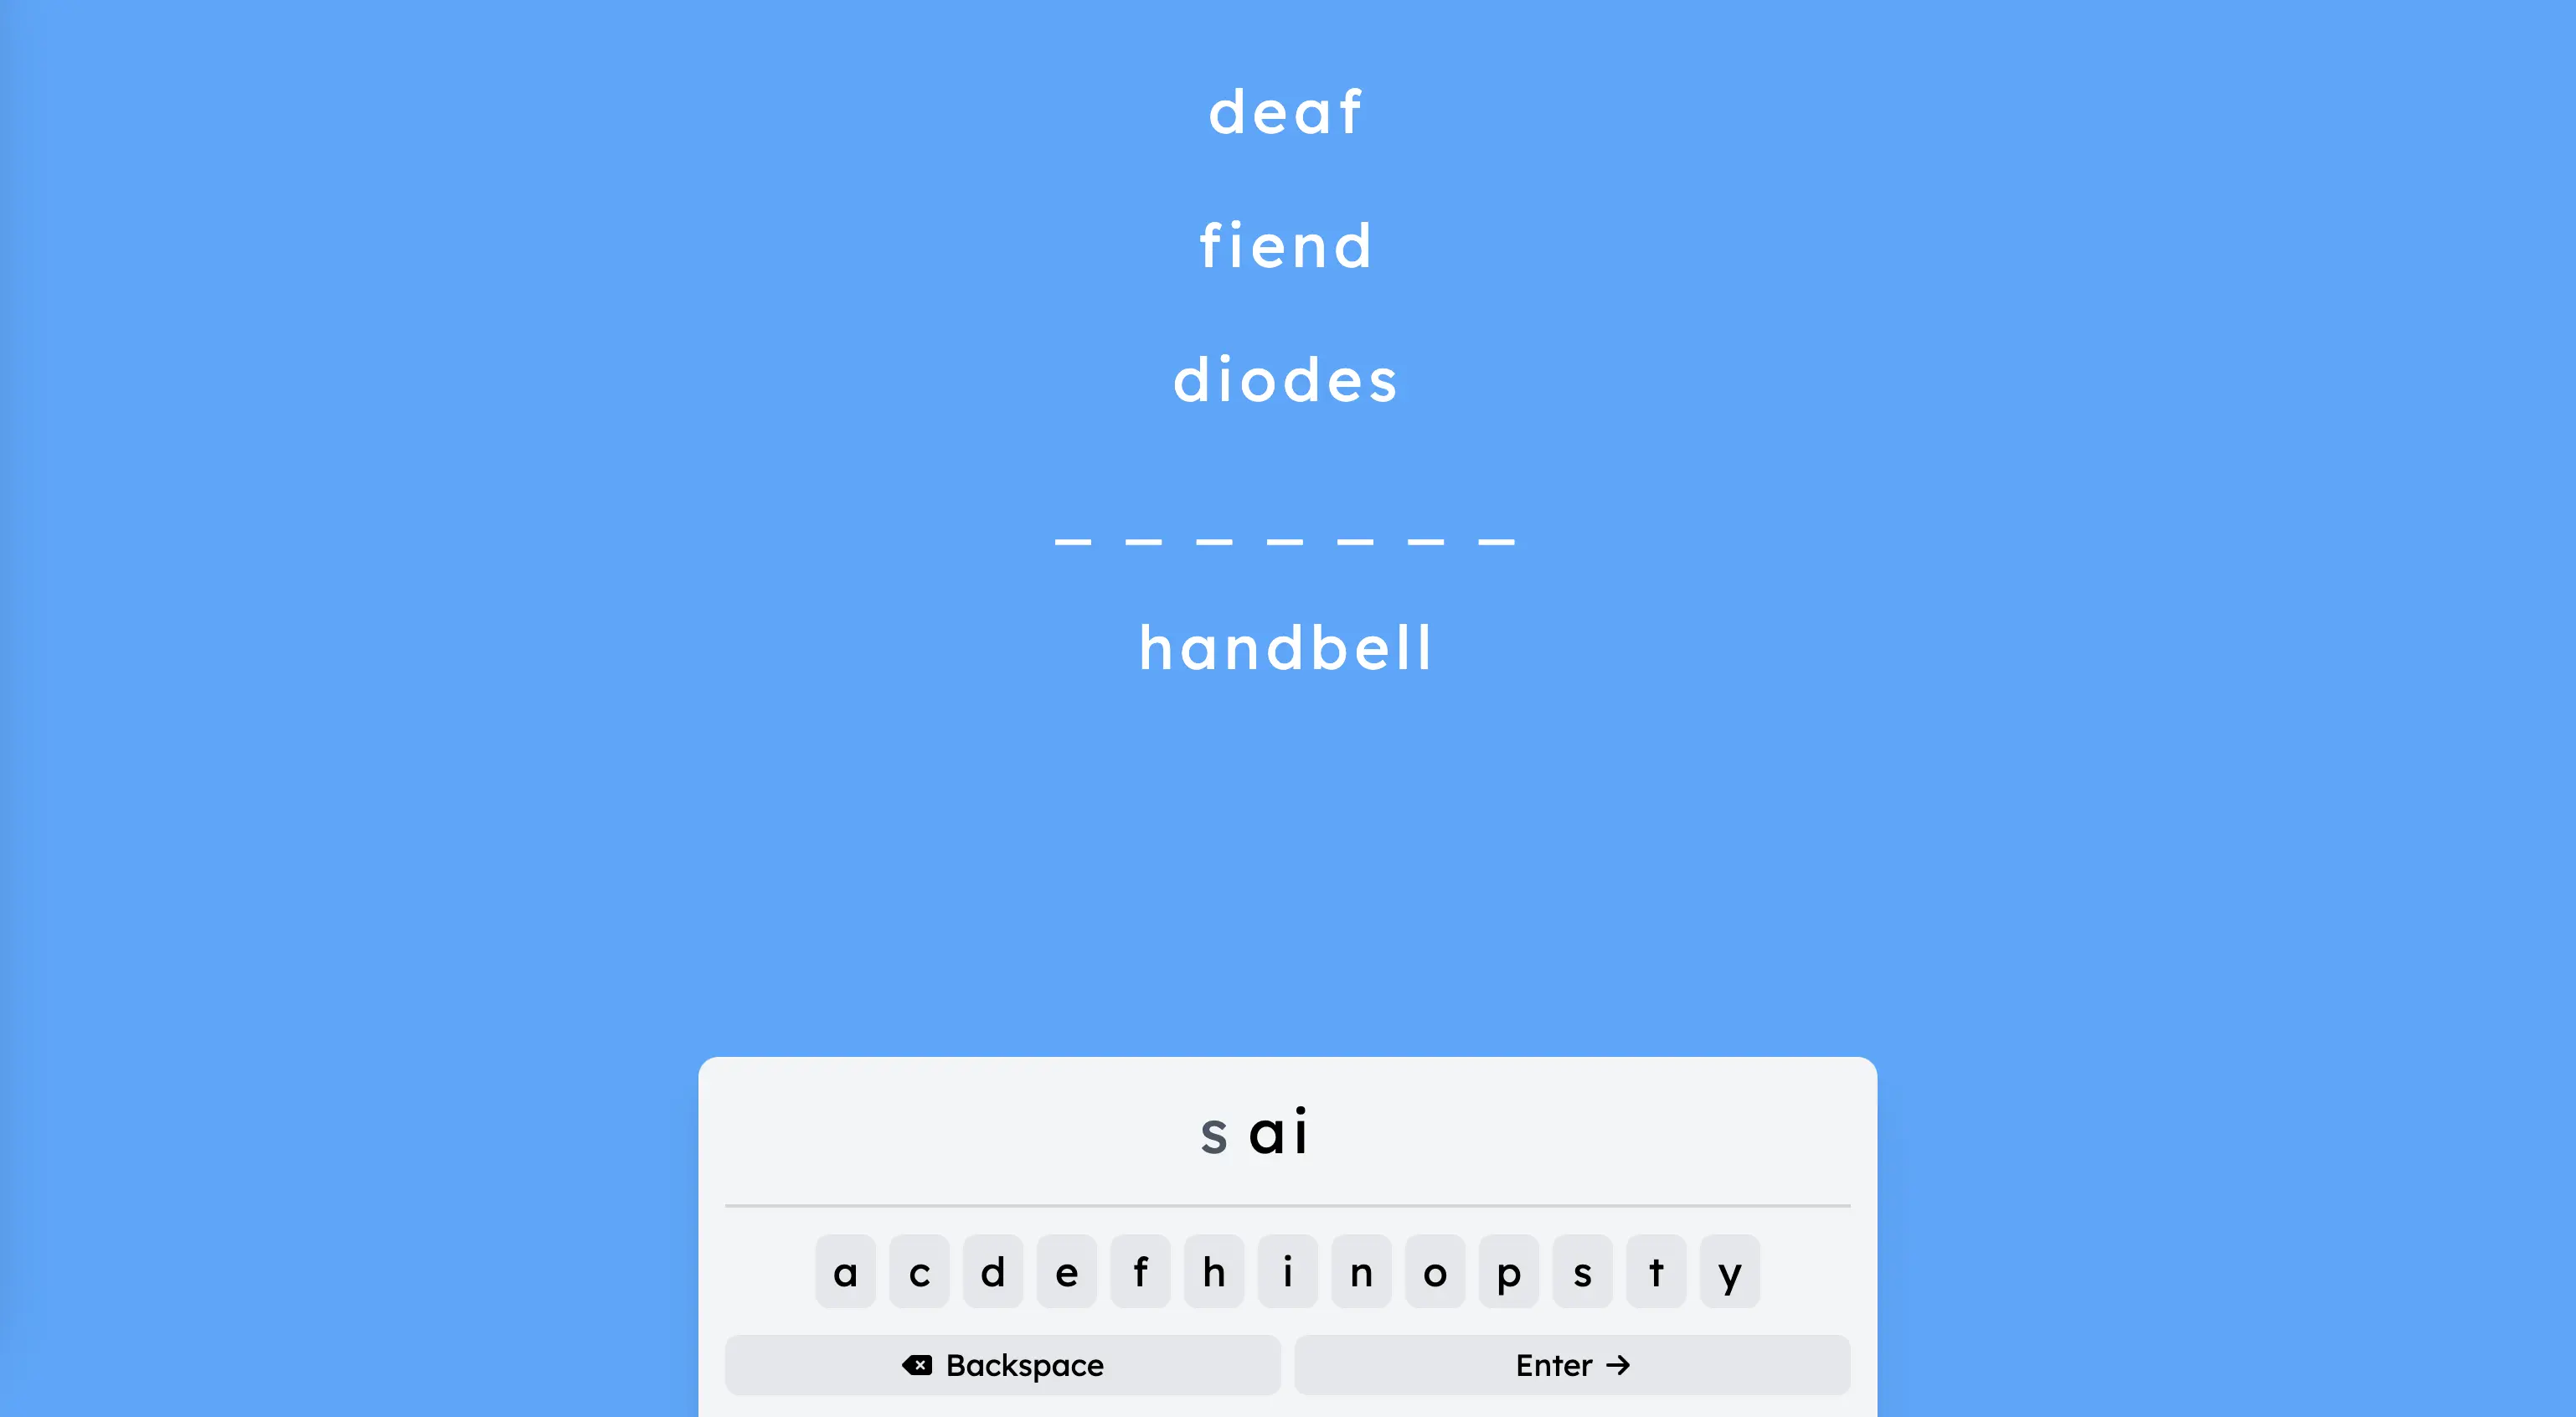 deaf
fiend
diodes
_ _ _ _ _ _ _
handbell
s ai
a c d e f h i n o p s t y
Backspace Enter →